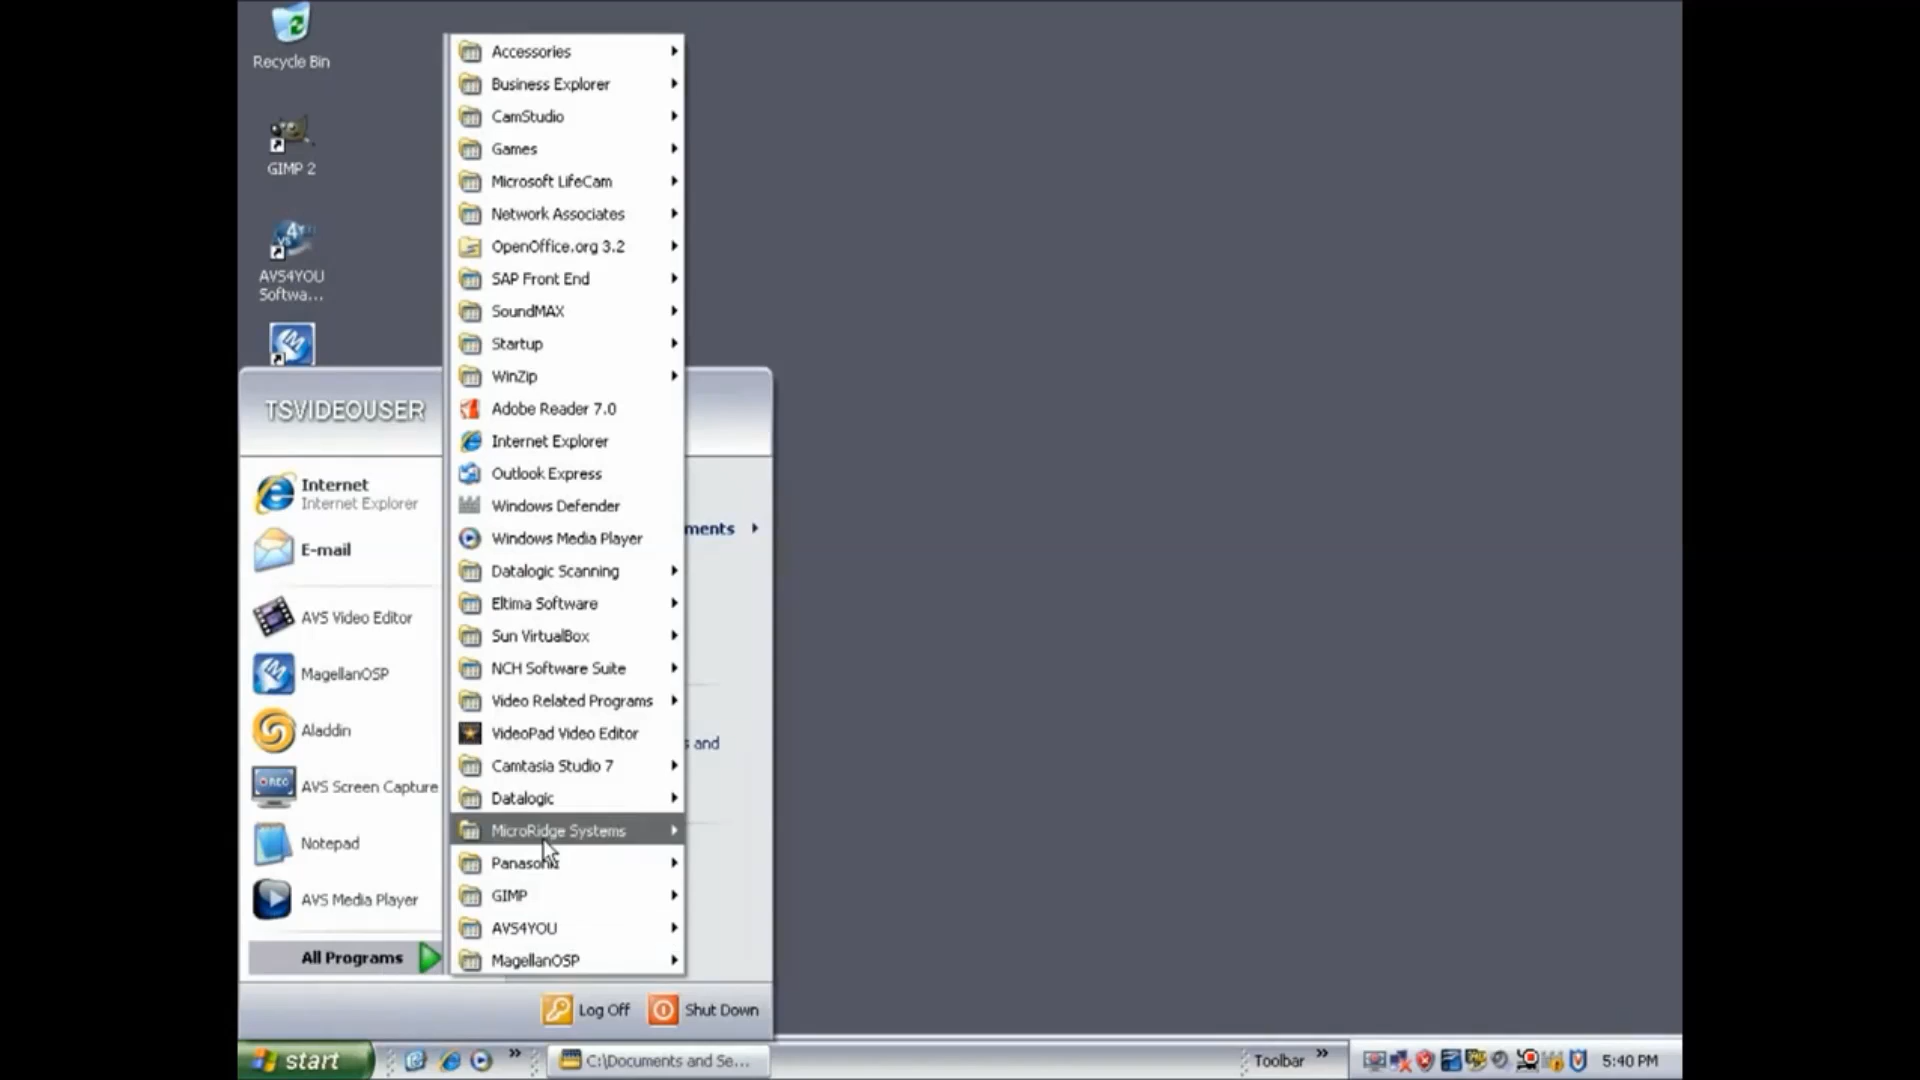 Recycle Bin
GIMP 2
AVS4YOU
Softwa...
TSVIDEOUSER
Internet
Internet Explorer
E-mail
AVS Video Editor
MagellanOSP
Aladdin
AVS Screen Capture
Notepad
AVS Media Player
All Programs
Accessories
Business Explorer
CamStudio
Games
Microsoft LifeCam
Network Associates
OpenOffice.org 3.2
SAP Front End
SoundMAX
Startup
WinZip
Adobe Reader 7.0
Internet Explorer
Outlook Express
Windows Defender
Windows Media Player
Datalogic Scanning
Eltima Software
Sun VirtualBox
NCH Software Suite
Video Related Programs
VideoPad Video Editor
Camtasia Studio 7
Datalogic
MicroRidge Systems
Panasonic
GIMP
AVS4YOU
MagellanOSP
ments
s and
Log Off
Shut Down
start
C:\Documents and Se...
Toolbar
5:40 PM